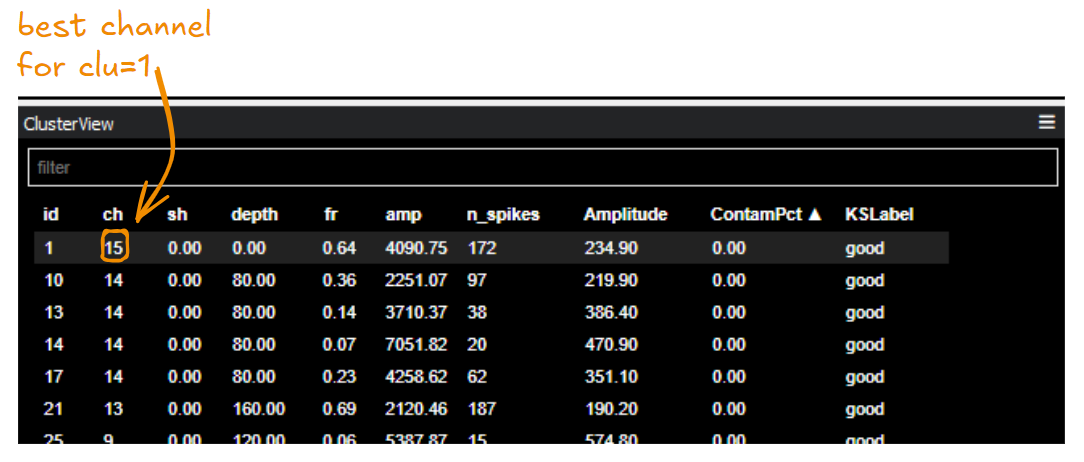 best channel
for clu=1
ClusterView
filter
id ch sh depth fr amp n_spikes Amplitude ContamPct ▲ KSLabel
1 15 0.00 0.00 0.64 4090.75 172 234.90 0.00 good
10 14 0.00 80.00 0.36 2251.07 97 219.90 0.00 good
13 14 0.00 80.00 0.14 3710.37 38 386.40 0.00 good
14 14 0.00 80.00 0.07 7051.82 20 470.90 0.00 good
17 14 0.00 80.00 0.23 4258.62 62 351.10 0.00 good
21 13 0.00 160.00 0.69 2120.46 187 190.20 0.00 good
25 9 0.00 120.00 0.06 5387.87 15 574.80 0.00 good